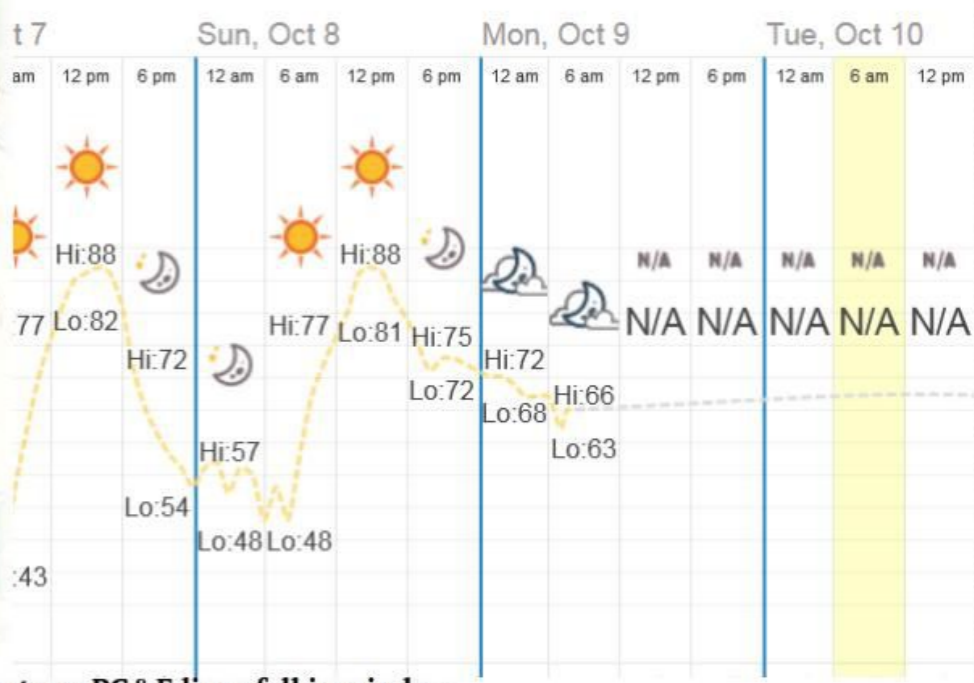 t 7 Sun, Oct 8 Mon, Oct 9 Tue, Oct 10
am 12 pm 6 pm 12 am 6 am 12 pm 6 pm 12 am 6 am 12 pm 6 pm 12 am 6 am 12 pm
Hi:88 Hi:88 N/A N/A N/A N/A N/A
:77 Lo:82 Hi:77 Lo:81 Hi:75 N/A N/A N/A N/A N/A
Hi:72 Hi:72
Lo:72 Hi:66
Lo:68
Hi:57 Lo:63
Lo:54
Lo:48 Lo:48
:43